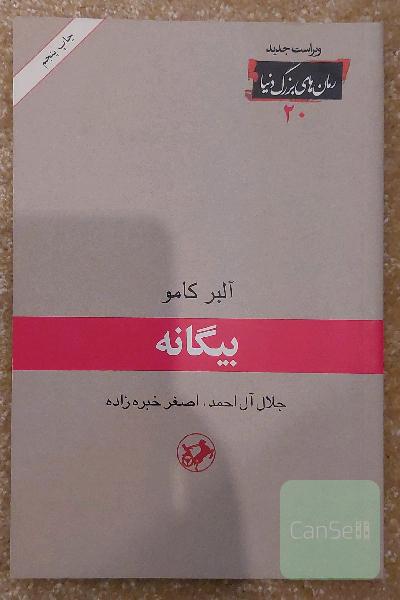 چاپ پنجم
ویراست جدید
رمان‌های بزرگ دنیا
۲۰
آلبر کامو
بیگانه
جلال آل احمد، اصغر خبره زاده
CanSell